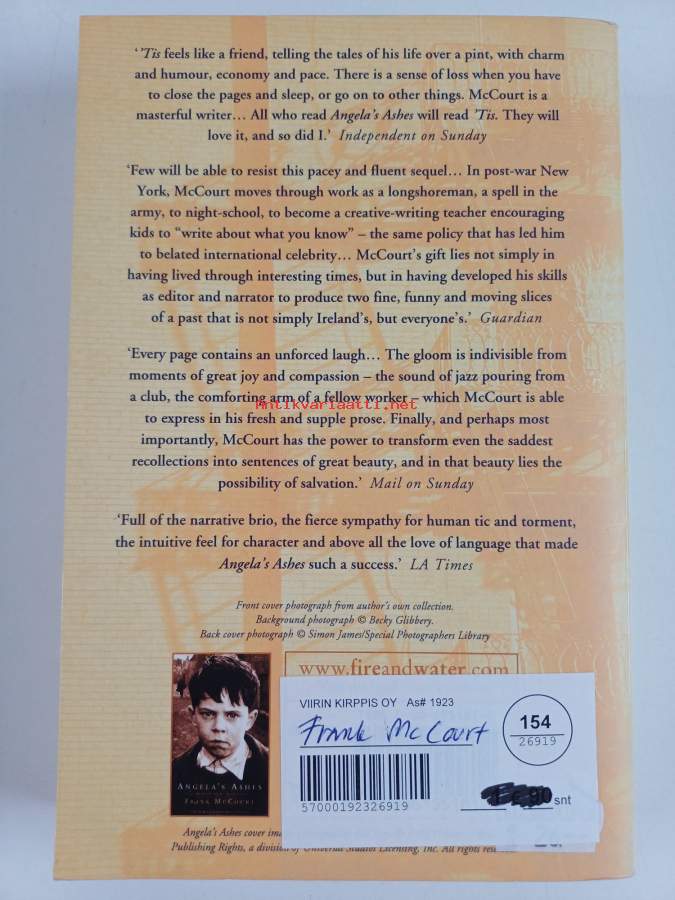 ‘’Tis feels like a friend, telling the tales of his life over a pint, with charm
and humour, economy and pace. There is a sense of loss when you have
to close the pages and sleep, or go on to other things. McCourt is a
masterful writer… All who read Angela’s Ashes will read ’Tis. They will
love it, and so did I.’ Independent on Sunday
‘Few will be able to resist this pacey and fluent sequel… In post-war New
York, McCourt moves through work as a longshoreman, a spell in the
army, to night-school, to become a creative-writing teacher encouraging
kids to “write about what you know” – the same policy that has led him
to belated international celebrity… McCourt’s gift lies not simply in
having lived through interesting times, but in having developed his skills
as editor and narrator to produce two fine, funny and moving slices
of a past that is not simply Ireland’s, but everyone’s.’ Guardian
‘Every page contains an unforced laugh… The gloom is indivisible from
moments of great joy and compassion – the sound of jazz pouring from
a club, the comforting arm of a fellow worker – which McCourt is able
antikvariaatti.net
to express in his fresh and supple prose. Finally, and perhaps most
importantly, McCourt has the power to transform even the saddest
recollections into sentences of great beauty, and in that beauty lies the
possibility of salvation.’ Mail on Sunday
‘Full of the narrative brio, the fierce sympathy for human tic and torment,
the intuitive feel for character and above all the love of language that made
Angela’s Ashes such a success.’ LA Times
Front cover photograph from author’s own collection.
Background photograph © Becky Glibbery.
Back cover photograph © Simon James/Special Photographers Library
www.fireandwater.com
ANGELA’S ASHES
FRANK MCCOURT
VIIRIN KIRPPIS OY As# 1923
Frank McCourt
154
26919
57000192326919
snt
Angela’s Ashes cover
Publishing Rights, a division of Universal Studios Licensing, Inc. All rights